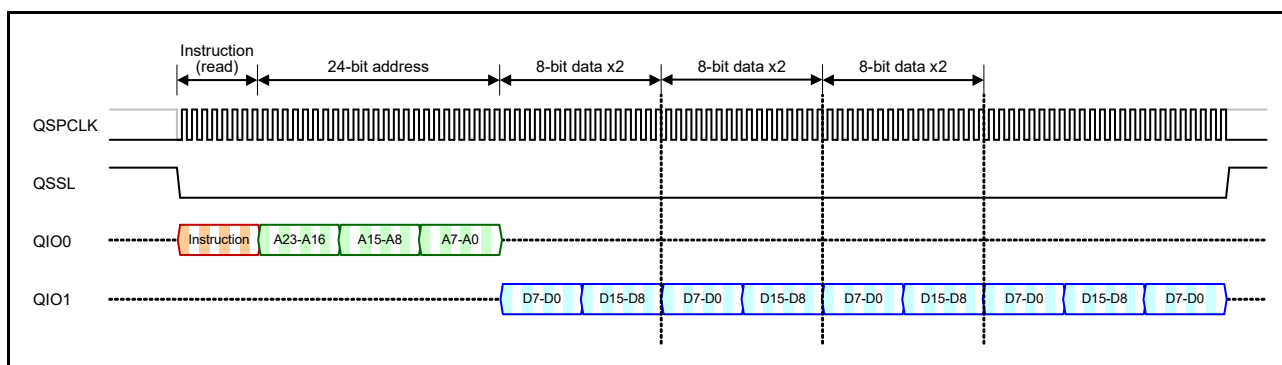 Instruction
(read)
24-bit address
8-bit data x2
8-bit data x2
8-bit data x2
QSPCLK
QSSL
QIO0
Instruction
A23-A16
A15-A8
A7-A0
QIO1
D7-D0
D15-D8
D7-D0
D15-D8
D7-D0
D15-D8
D7-D0
D15-D8
D7-D0